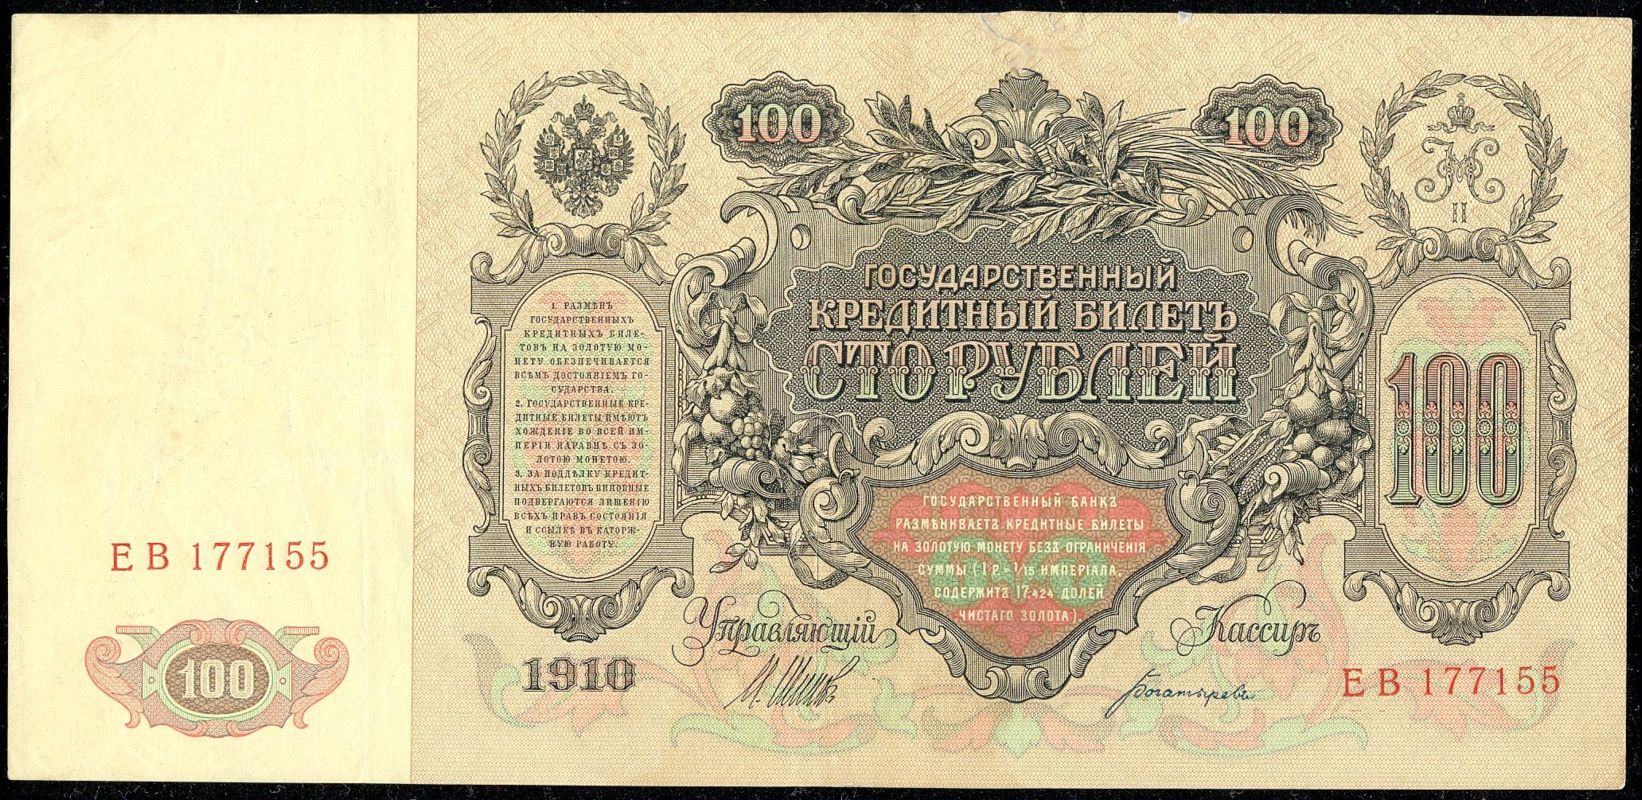 100
100
II
ГОСУДАРСТВЕННЫЙ
КРЕДИТНЫЙ БИЛЕТЪ
СТО РУБЛЕЙ
1. РАЗМѢНЪ
ГОСУДАРСТВЕННЫХЪ
КРЕДИТНЫХЪ БИЛЕ-
ТОВЪ НА ЗОЛОТУЮ МО-
НЕТУ ОБЕЗПЕЧИВАЕТСЯ
ВСѢМЪ ДОСТОЯНІЕМЪ ГО-
СУДАРСТВА.
2. ГОСУДАРСТВЕННЫЕ КРЕ-
ДИТНЫЕ БИЛЕТЫ ИМѢЮТЪ
ХОЖДЕНІЕ ВО ВСЕЙ ИМ-
ПЕРІИ НАРАВНѢ СЪ ЗО-
ЛОТОЮ МОНЕТОЮ.
3. ЗА ПОДДѢЛКУ КРЕДИТ-
НЫХЪ БИЛЕТОВЪ ВИНОВНЫЕ
ПОДВЕРГАЮТСЯ ЛИШЕНІЮ
ВСѢХЪ ПРАВЪ СОСТОЯНІЯ
И ССЫЛКѢ ВЪ КАТОРЖ-
НУЮ РАБОТУ.
100
ГОСУДАРСТВЕННЫЙ БАНКЪ
РАЗМѢНИВАЕТЪ КРЕДИТНЫЕ БИЛЕТЫ
НА ЗОЛОТУЮ МОНЕТУ БЕЗЪ ОГРАНИЧЕНІЯ
СУММЫ (1 Р.= 1/15 ИМПЕРІАЛА,
СОДЕРЖИТЪ 17,424 ДОЛЕЙ
ЧИСТАГО ЗОЛОТА).
ЕВ 177155
100
Управляющій
Кассиръ
1910
И. Шипов
Богатыревъ
ЕВ 177155